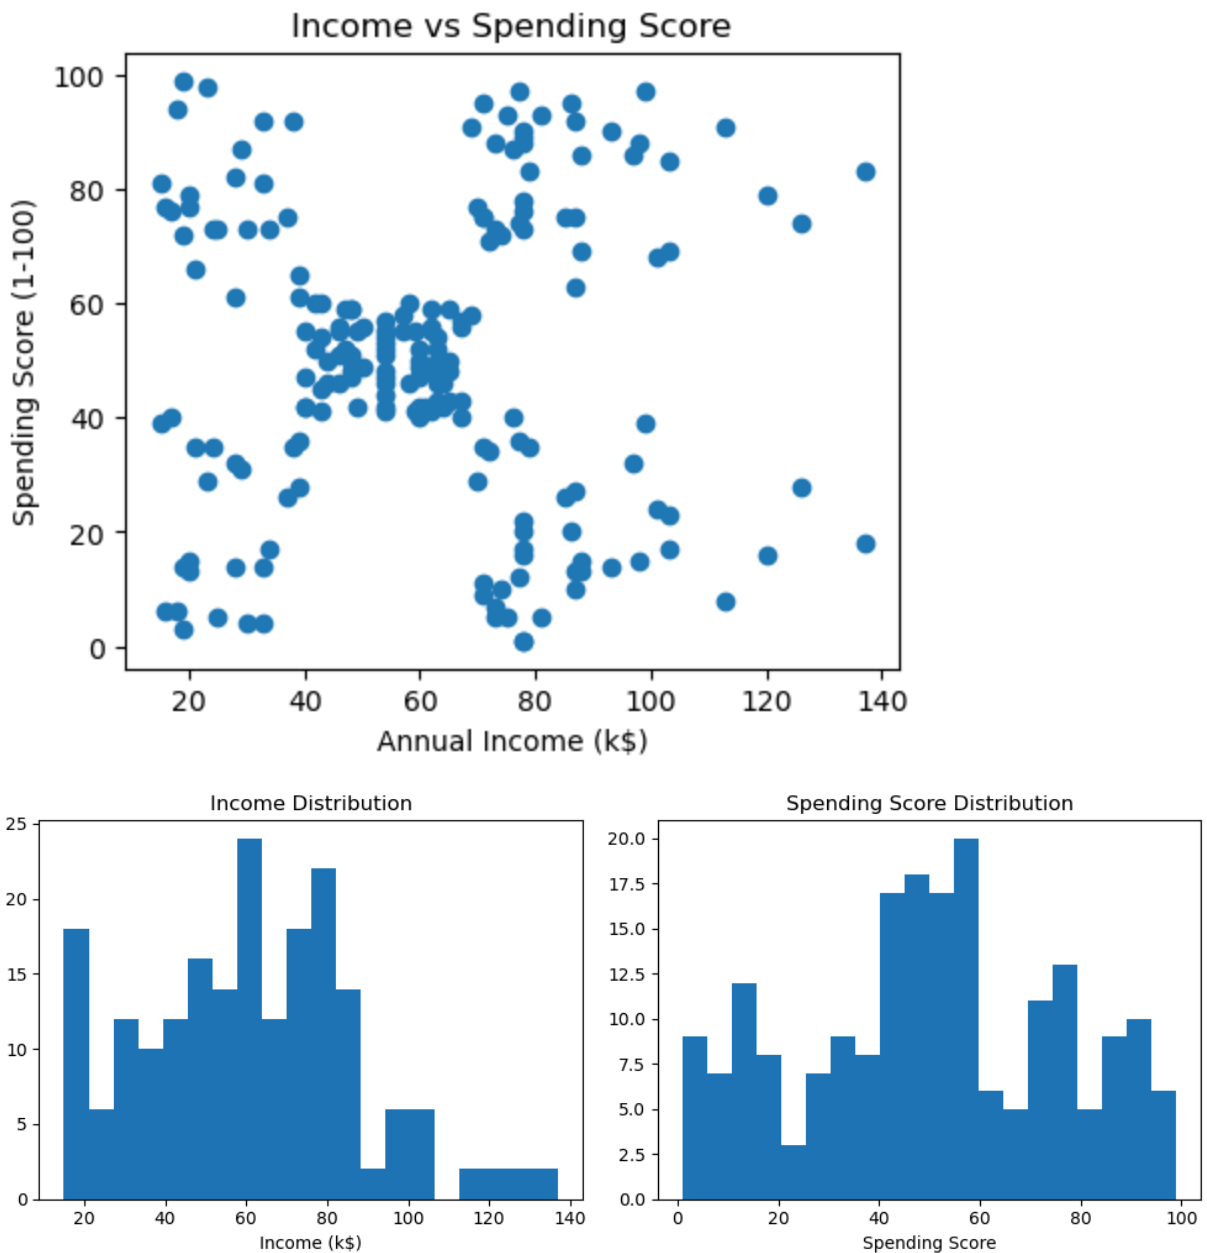 Income vs Spending Score
100
80
60
40
20
0
Spending Score (1-100)
20 40 60 80 100 120 140
Annual Income (k$)
Income Distribution
25
20
15
10
5
0
20 40 60 80 100 120 140
Income (k$)
Spending Score Distribution
20.0
17.5
15.0
12.5
10.0
7.5
5.0
2.5
0.0
0 20 40 60 80 100
Spending Score